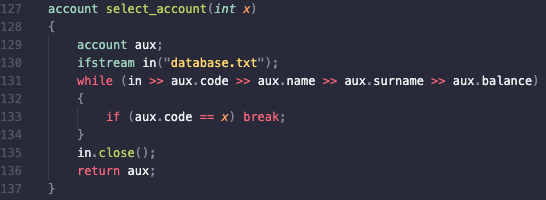 127 account select_account(int x)
128 {
129     account aux;
130     ifstream in("database.txt");
131     while (in >> aux.code >> aux.name >> aux.surname >> aux.balance)
132     {
133         if (aux.code == x) break;
134     }
135     in.close();
136     return aux;
137 }